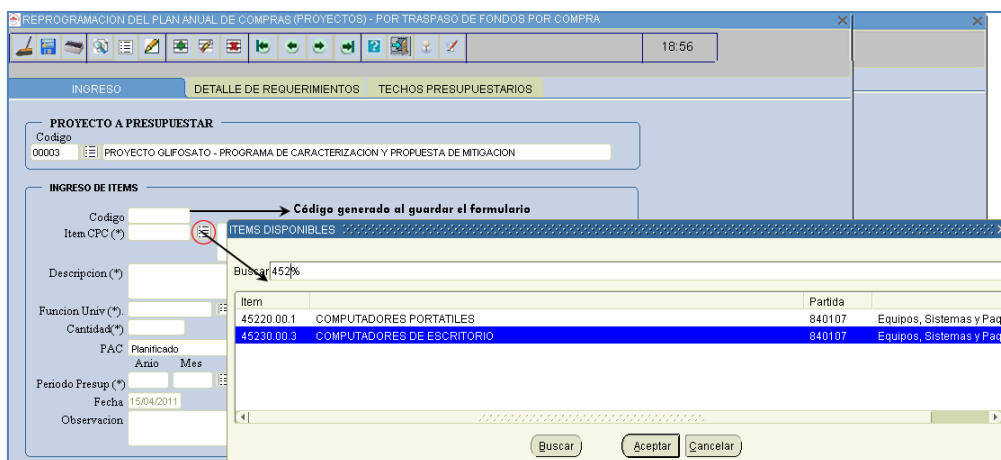 REPROGRAMACION DEL PLAN ANUAL DE COMPRAS (PROYECTOS) - POR TRASPASO DE FONDOS POR COMPRA
18:56
INGRESO DETALLE DE REQUERIMIENTOS TECHOS PRESUPUESTARIOS
PROYECTO A PRESUPUESTAR
Codigo
00003 PROYECTO GLIFOSATO - PROGRAMA DE CARACTERIZACION Y PROPUESTA DE MITIGACION
INGRESO DE ITEMS
Codigo Código generado al guardar el formulario
Item CPC (*)
ITEMS DISPONIBLES
Descripcion (*)
Buscar 452%
Item Partida
Funcion Univ (*).
45220.00.1 COMPUTADORES PORTATILES 840107 Equipos, Sistemas y Paq
Cantidad(*)
45230.00.3 COMPUTADORES DE ESCRITORIO 840107 Equipos, Sistemas y Paq
PAC Planificado
Anio Mes
Periodo Presup (*)
Fecha 15/04/2011
Observacion
Buscar Aceptar Cancelar